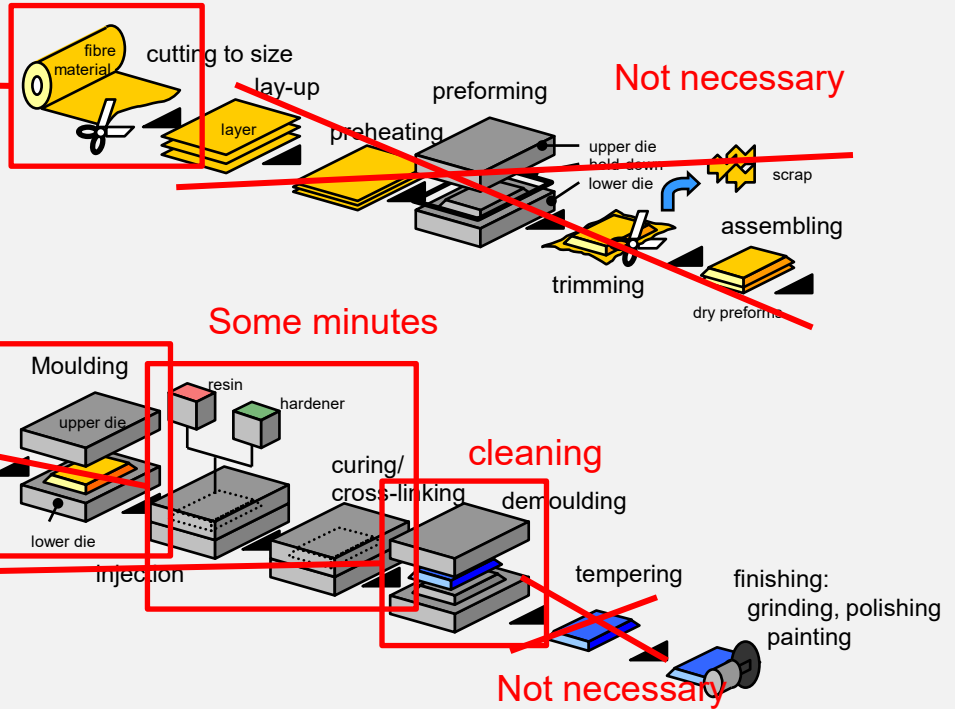 fibre
material
cutting to size
lay-up
layer
preheating
preforming
Not necessary
upper die
hold-down
lower die
scrap
trimming
assembling
dry preforms
Some minutes
Moulding
upper die
lower die
resin
hardener
injection
curing/
cross-linking
cleaning
demoulding
tempering
finishing:
grinding, polishing
painting
Not necessary